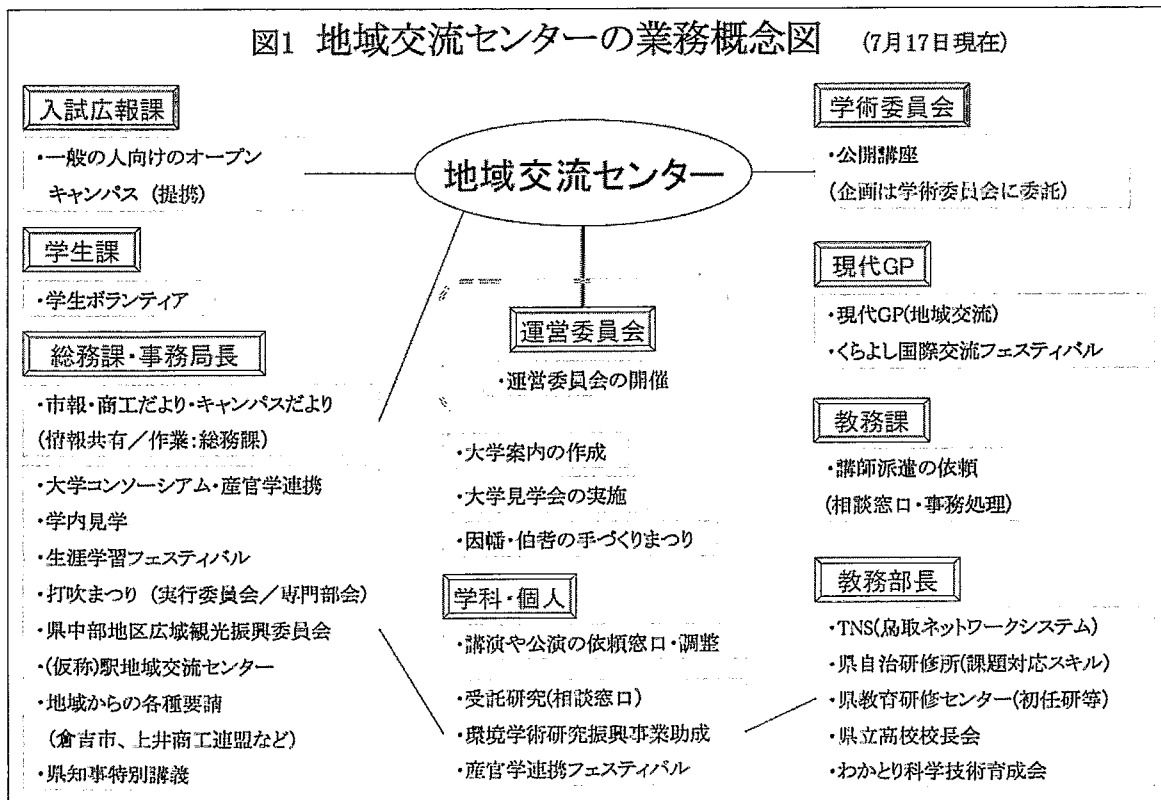 図1 地域交流センターの業務概念図 (7月17日現在)
入試広報課
・一般の人向けのオープン
キャンパス (提携)
学生課
・学生ボランティア
総務課・事務局長
・市報・商工だより・キャンパスだより
(情報共有/作業:総務課)
・大学コンソーシアム・産官学連携
・学内見学
・生涯学習フェスティバル
・打吹まつり (実行委員会/専門部会)
・県中部地区広域観光振興委員会
・(仮称)駅地域交流センター
・地域からの各種要請
(倉吉市、上井商工連盟など)
・県知事特別講義
地域交流センター
運営委員会
・運営委員会の開催
・大学案内の作成
・大学見学会の実施
・因幡・伯耆の手づくりまつり
学科・個人
・講演や公演の依頼窓口・調整
・受託研究(相談窓口)
・環境学術研究振興事業助成
・産官学連携フェスティバル
学術委員会
・公開講座
(企画は学術委員会に委託)
現代GP
・現代GP(地域交流)
・くらよし国際交流フェスティバル
教務課
・講師派遣の依頼
(相談窓口・事務処理)
教務部長
・TNS(鳥取ネットワークシステム)
・県自治研修所(課題対応スキル)
・県教育研修センター(初任研等)
・県立高校校長会
・わかとり科学技術育成会